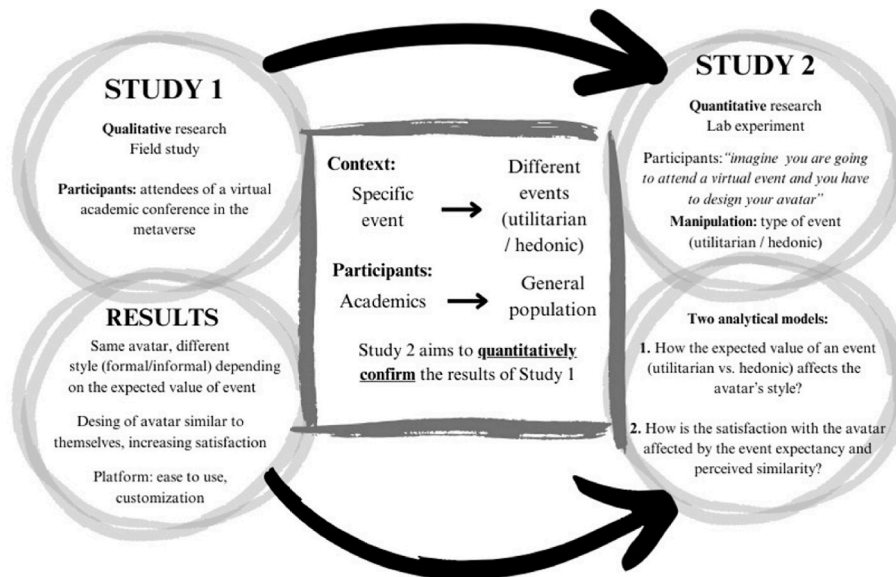 STUDY 1
Qualitative research
Field study
Participants: attendees of a virtual
academic conference in the
metaverse
RESULTS
Same avatar, different
style (formal/informal) depending
on the expected value of event
Desing of avatar similar to
themselves, increasing satisfaction
Platform: ease to use,
customization
Context:
Specific
event
Different
events
(utilitarian
/ hedonic)
Participants:
Academics
General
population
Study 2 aims to quantitatively
confirm the results of Study 1
STUDY 2
Quantitative research
Lab experiment
Participants:“imagine you are going
to attend a virtual event and you have
to design your avatar”
Manipulation: type of event
(utilitarian / hedonic)
Two analytical models:
1. How the expected value of an event
(utilitarian vs. hedonic) affects the
avatar’s style?
2. How is the satisfaction with the avatar
affected by the event expectancy and
perceived similarity?